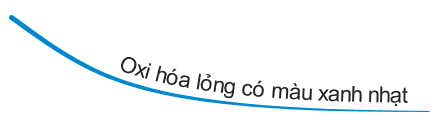 Oxi hóa lỏng có màu xanh nhạt